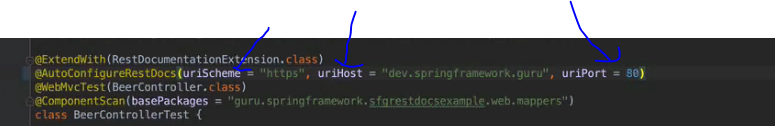 @ExtendWith(RestDocumentationExtension.class)
@AutoConfigureRestDocs(uriScheme = "https", uriHost = "dev.springframework.guru", uriPort = 80)
@WebMvcTest(BeerController.class)
@ComponentScan(basePackages = "guru.springframework.sfgrestdocsexample.web.mappers")
class BeerControllerTest {